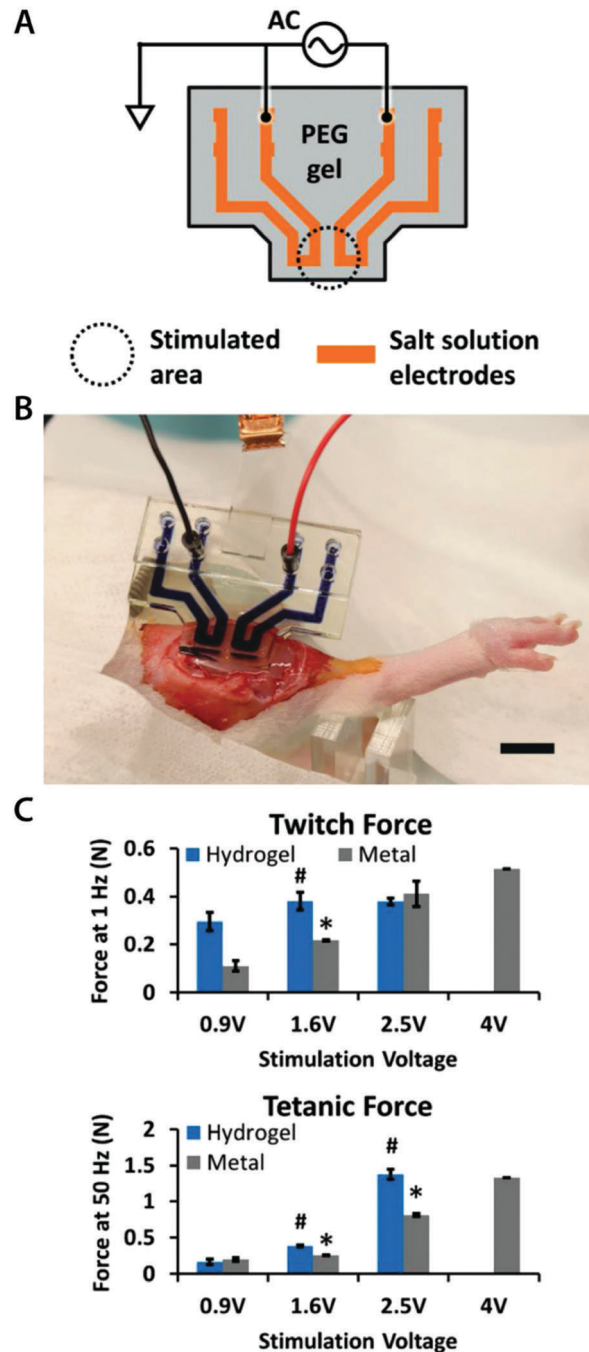 A
AC
PEG
gel
Stimulated
area
Salt solution
electrodes
B
C
Twitch Force
Hydrogel
Metal
Force at 1 Hz (N)
0.6
0.4
0.2
0
#
*
0.9V
1.6V
2.5V
4V
Stimulation Voltage
Tetanic Force
Hydrogel
Metal
Force at 50 Hz (N)
2
1.5
1
0.5
0
#
*
#
*
0.9V
1.6V
2.5V
4V
Stimulation Voltage